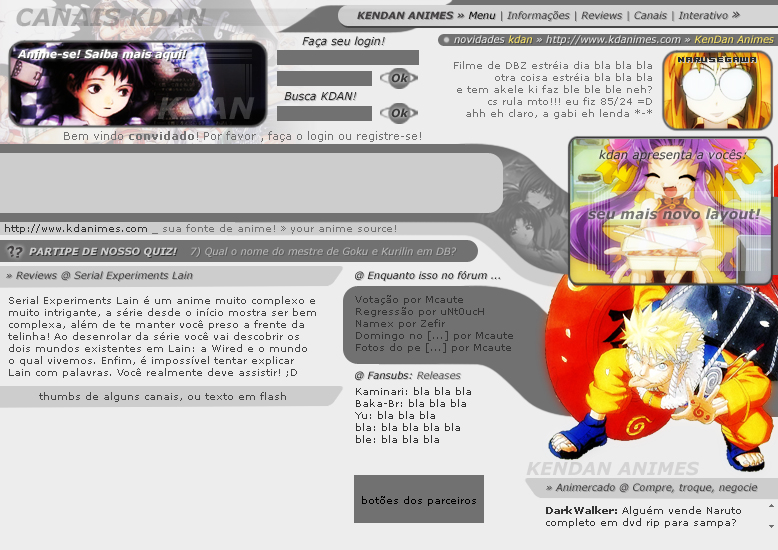 CANAIS KDAN
KENDAN ANIMES » Menu | Informações | Reviews | Canais | Interativo »
Anime-se! Saiba mais aqui!
KDAN
Faça seu login!
Ok
Busca KDAN!
Ok
Bem vindo convidado! Por favor , faça o login ou registre-se!
novidades kdan » http://www.kdanimes.com » KenDan Animes
Filme de DBZ estréia dia bla bla bla
otra coisa estréia bla bla bla
e tem akele ki faz ble ble ble neh?
cs rula mto!!! eu fiz 85/24 =D
ahh eh claro, a gabi eh lenda *-*
NARUSEGAWA
kdan apresenta a vocês:
seu mais novo layout!
http://www.kdanimes.com _ sua fonte de anime! » your anime source!
?? PARTIPE DE NOSSO QUIZ! 7) Qual o nome do mestre de Goku e Kurilin em DB?
» Reviews @ Serial Experiments Lain
Serial Experiments Lain é um anime muito complexo e
muito intrigante, a série desde o início mostra ser bem
complexa, além de te manter você preso a frente da
telinha! Ao desenrolar da série você vai descobrir os
dois mundos existentes em Lain: a Wired e o mundo
o qual vivemos. Enfim, é impossível tentar explicar
Lain com palavras. Você realmente deve assistir! ;D
thumbs de alguns canais, ou texto em flash
@ Enquanto isso no fórum ...
Votação por Mcaute
Regressão por uNt0ucH
Namex por Zefir
Domingo no [...] por Mcaute
Fotos do pe [...] por Mcaute
@ Fansubs: Releases
Kaminari: bla bla bla
Baka-Br: bla bla bla
Yu: bla bla bla
bla: bla bla bla bla
ble: bla bla bla
botões dos parceiros
KENDAN ANIMES
» Animercado @ Compre, troque, negocie
DarkWalker: Alguém vende Naruto
completo em dvd rip para sampa?